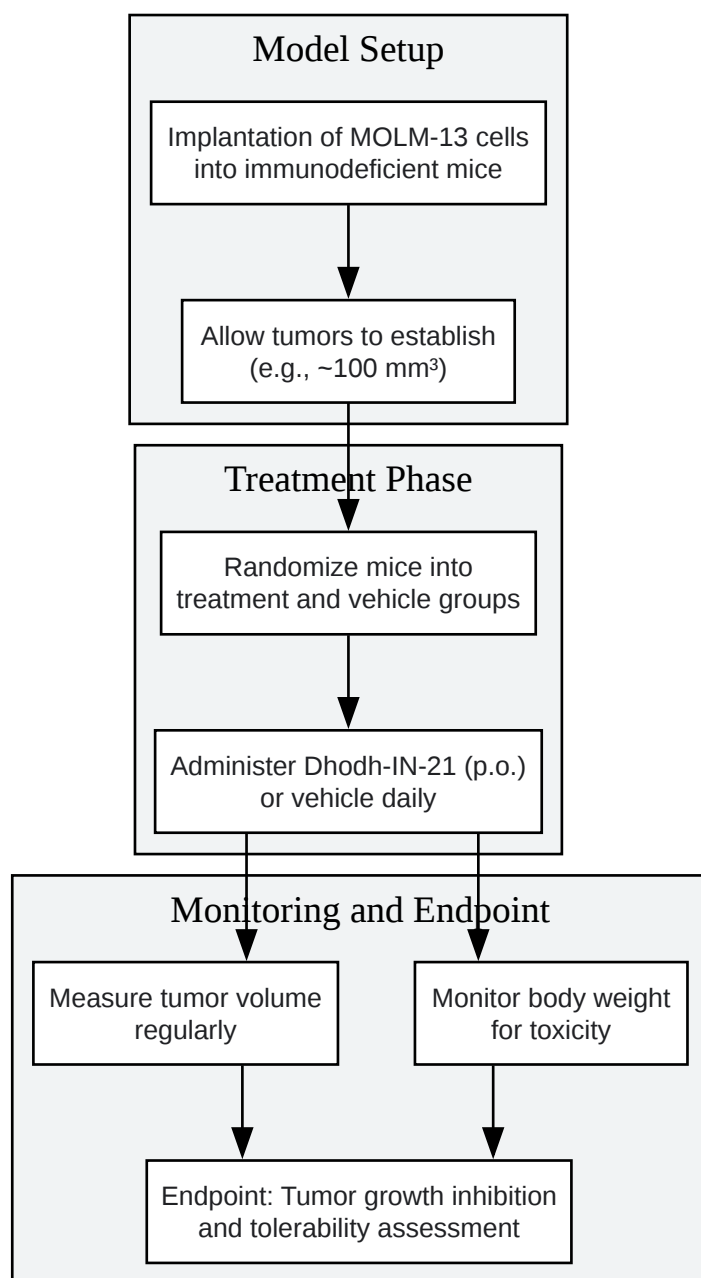 Model Setup
Implantation of MOLM-13 cells
into immunodeficient mice
Allow tumors to establish
(e.g., ~100 mm³)
Treatment Phase
Randomize mice into
treatment and vehicle groups
Administer Dhodh-IN-21 (p.o.)
or vehicle daily
Monitoring and Endpoint
Measure tumor volume
regularly
Monitor body weight
for toxicity
Endpoint: Tumor growth inhibition
and tolerability assessment